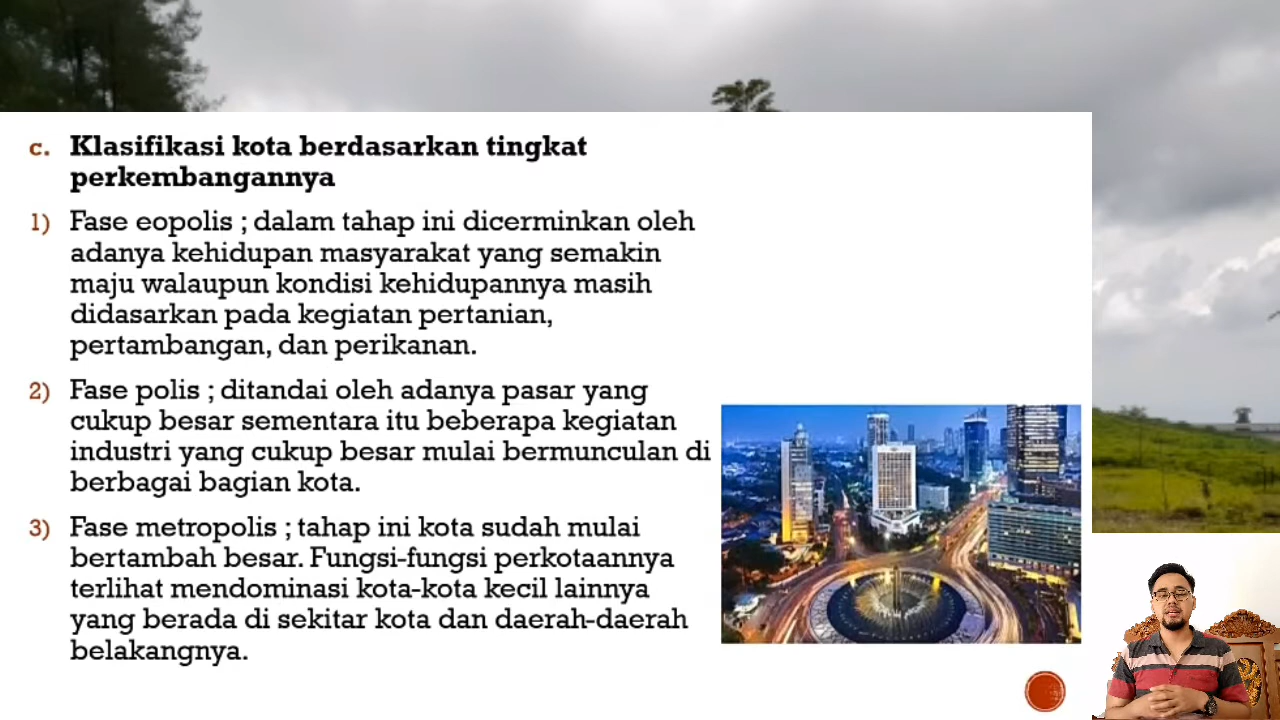 c. Klasifikasi kota berdasarkan tingkat
perkembangannya
1) Fase eopolis ; dalam tahap ini dicerminkan oleh
adanya kehidupan masyarakat yang semakin
maju walaupun kondisi kehidupannya masih
didasarkan pada kegiatan pertanian,
pertambangan, dan perikanan.
2) Fase polis ; ditandai oleh adanya pasar yang
cukup besar sementara itu beberapa kegiatan
industri yang cukup besar mulai bermunculan di
berbagai bagian kota.
3) Fase metropolis ; tahap ini kota sudah mulai
bertambah besar. Fungsi-fungsi perkotaannya
terlihat mendominasi kota-kota kecil lainnya
yang berada di sekitar kota dan daerah-daerah
belakangnya.